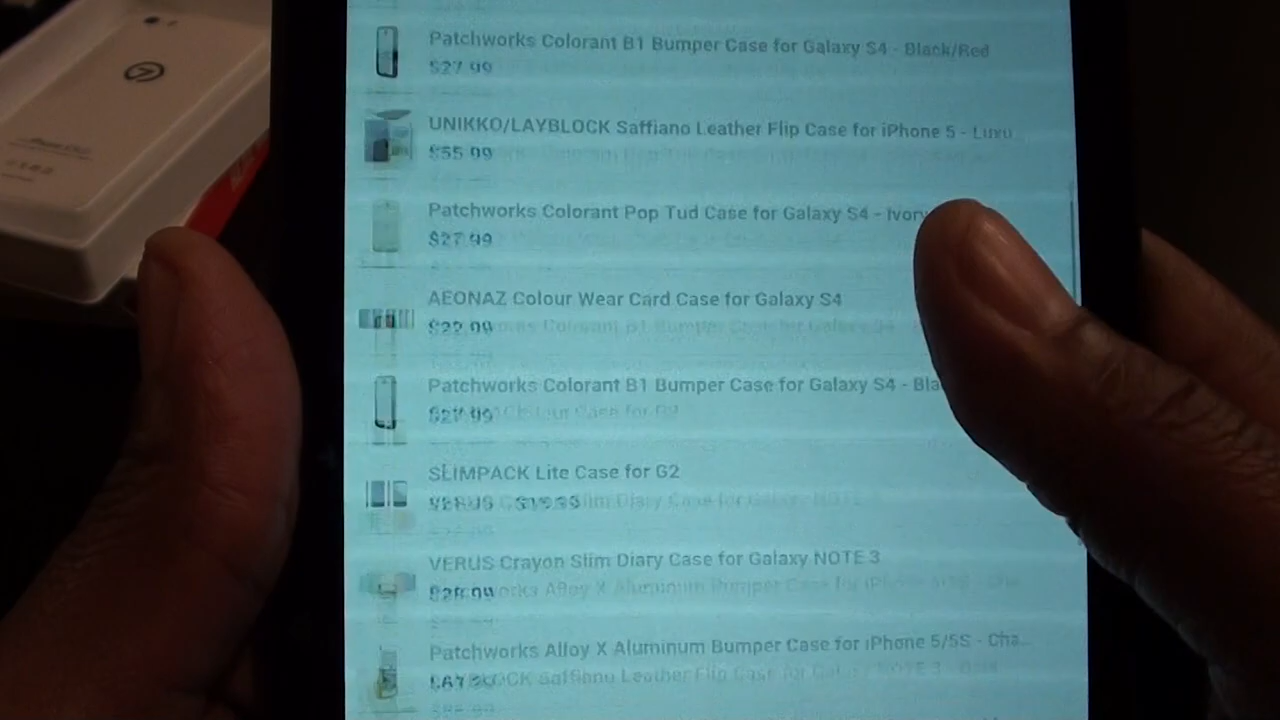 Patchworks Colorant B1 Bumper Case for Galaxy S4 - Black/Red
$27.99
UNIKKO/LAYBLOCK Saffiano Leather Flip Case for iPhone 5 - Luxu...
$55.99
Patchworks Colorant Pop Tud Case for Galaxy S4 - Ivory
$27.99
AEONAZ Colour Wear Card Case for Galaxy S4
$22.99
Patchworks Colorant B1 Bumper Case for Galaxy S4 - Bla
$27.99
SLIMPACK Lite Case for G2
VERUS Crayon Slim Diary Case for Galaxy NOTE 3
Patchworks Alloy X Aluminum Bumper Case for iPhone 5/5S - Cha...